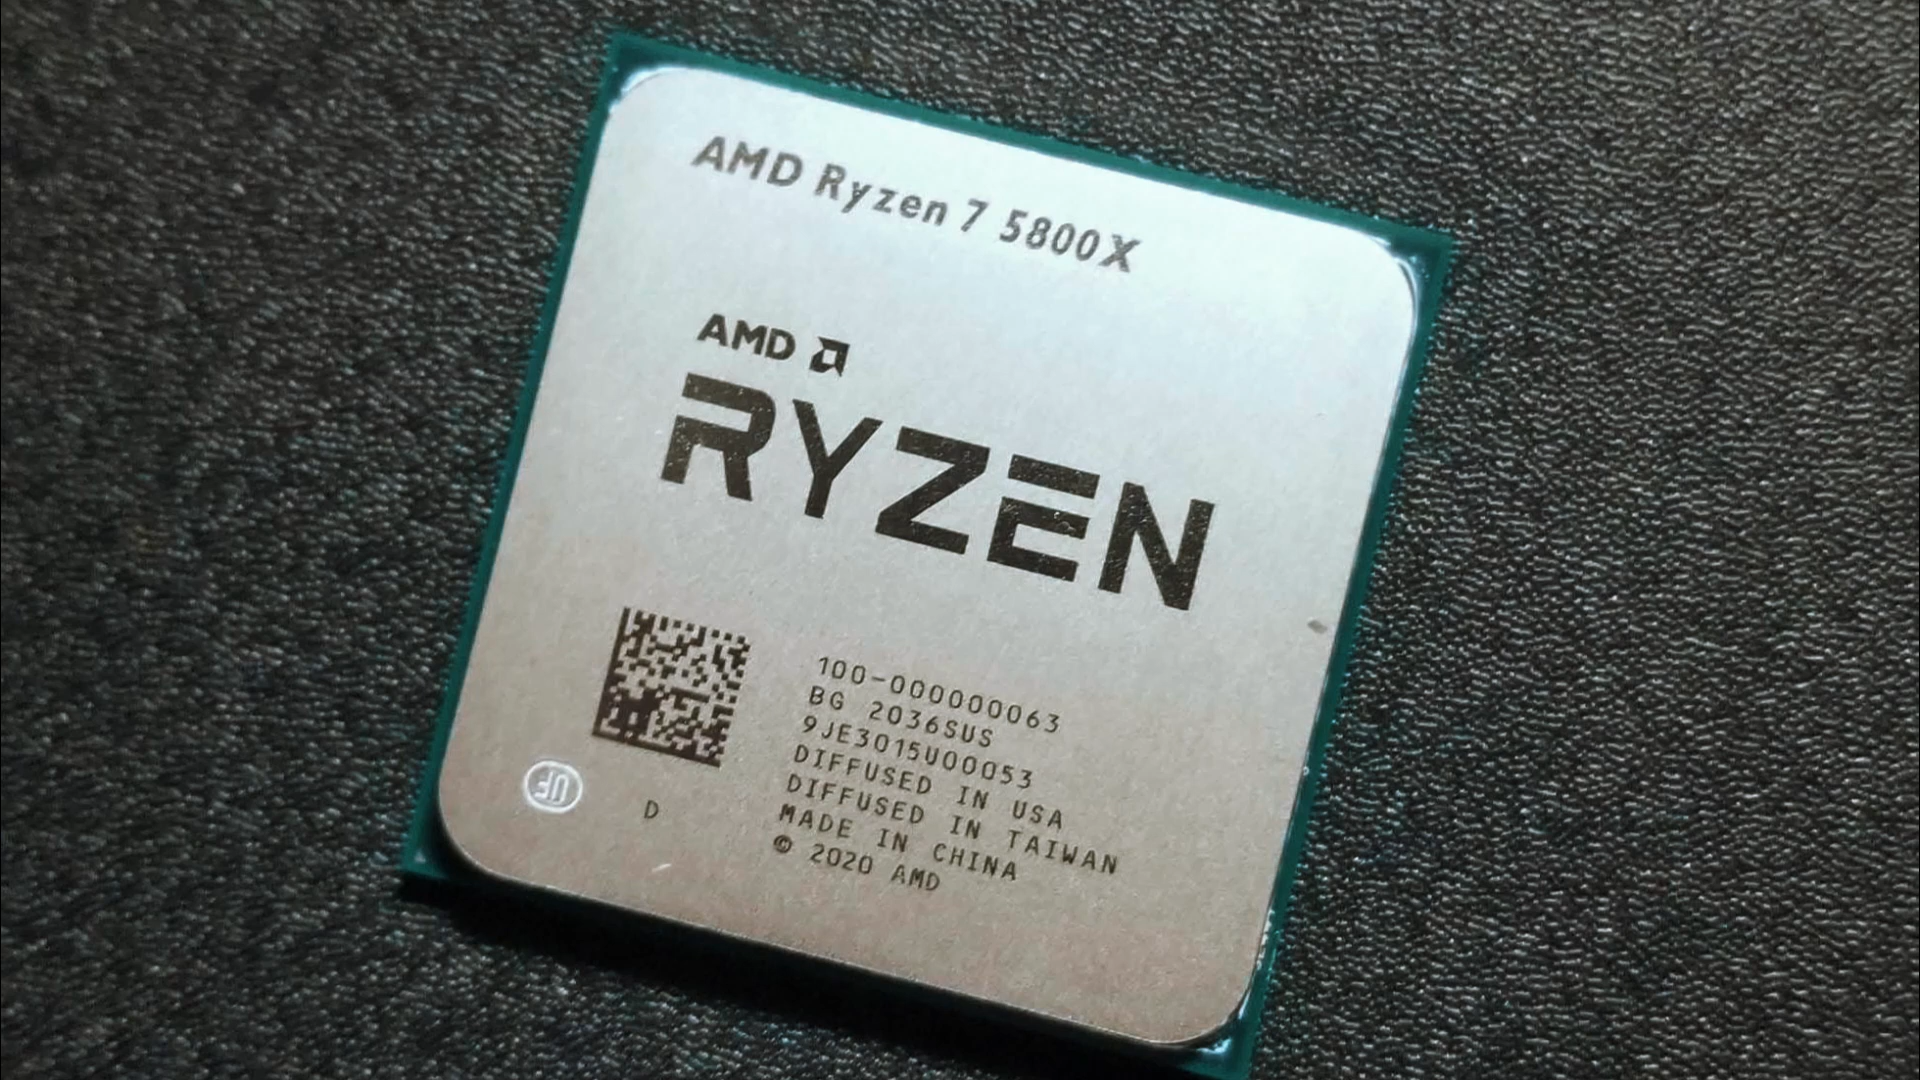 AMD Ryzen 7 5800X
AMD
RYZEN
100-000000063
BG 2036SUS
9JE3015U00053
DIFFUSED IN USA
DIFFUSED IN TAIWAN
MADE IN CHINA
© 2020 AMD
D